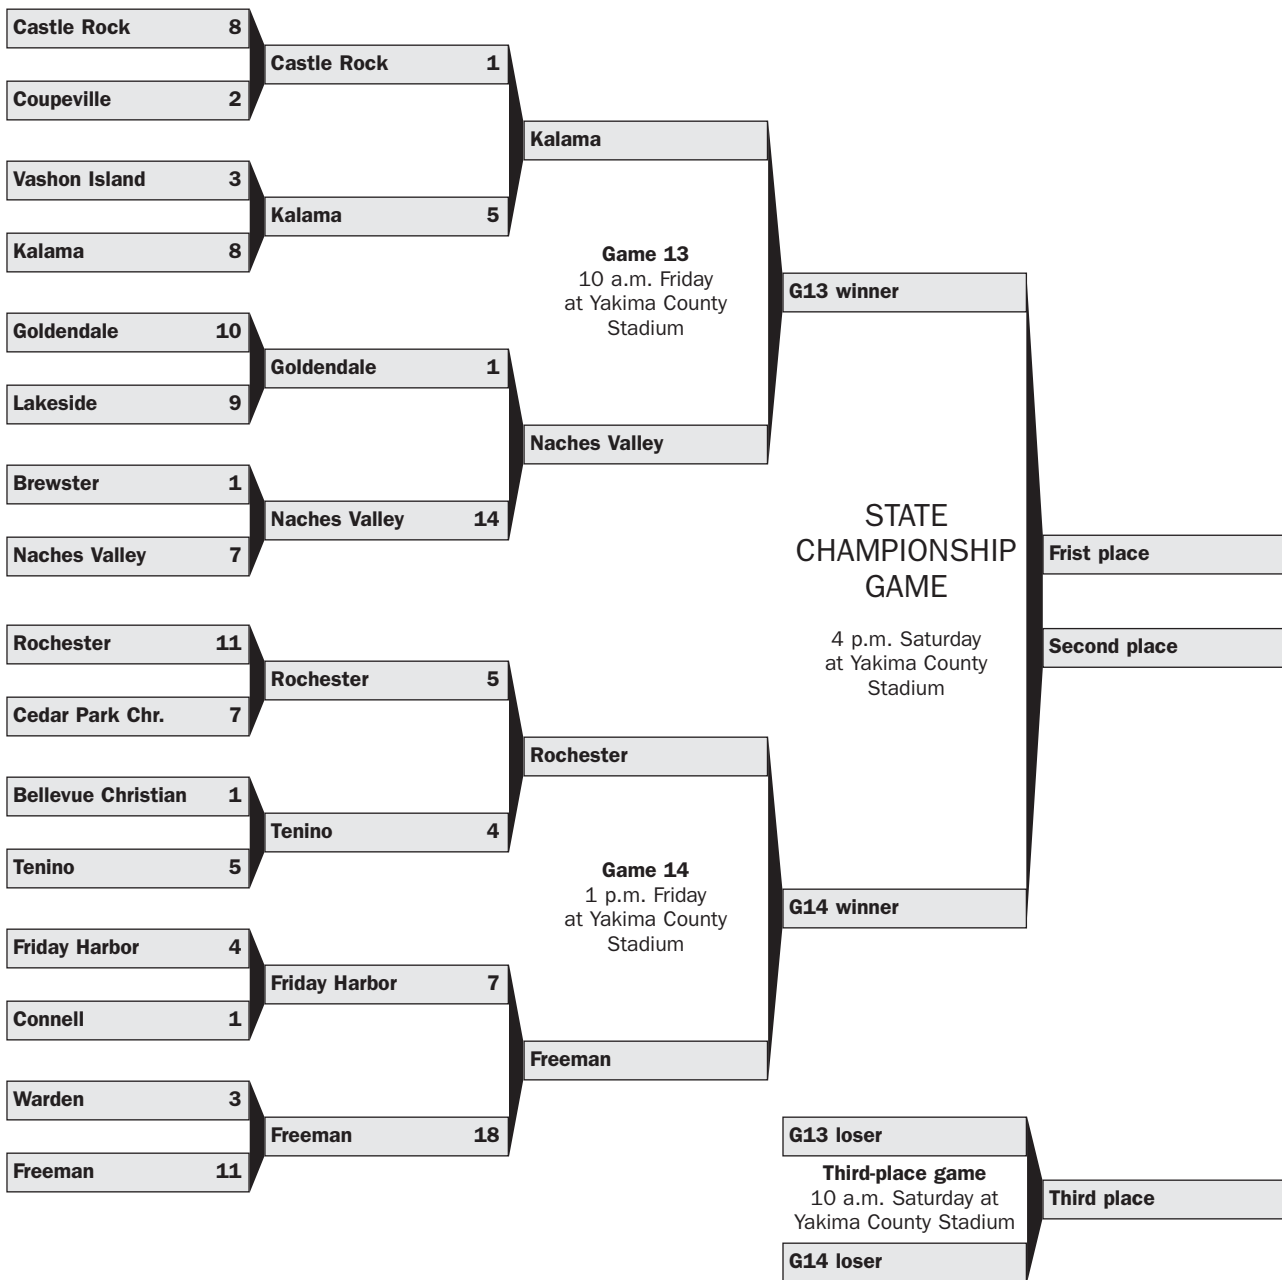 Castle Rock 8
Coupeville 2
Vashon Island 3
Kalama 8
Goldendale 10
Lakeside 9
Brewster 1
Naches Valley 7
Rochester 11
Cedar Park Chr. 7
Bellevue Christian 1
Tenino 5
Friday Harbor 4
Connell 1
Warden 3
Freeman 11
Castle Rock 1
Kalama 5
Goldendale 1
Naches Valley 14
Rochester 5
Tenino 4
Friday Harbor 7
Freeman 18
Kalama
Game 13
10 a.m. Friday
at Yakima County
Stadium
Naches Valley
Rochester
Game 14
1 p.m. Friday
at Yakima County
Stadium
Freeman
G13 winner
STATE
CHAMPIONSHIP
GAME
4 p.m. Saturday
at Yakima County
Stadium
G14 winner
Frist place
Second place
G13 loser
Third-place game
10 a.m. Saturday at
Yakima County Stadium
G14 loser
Third place